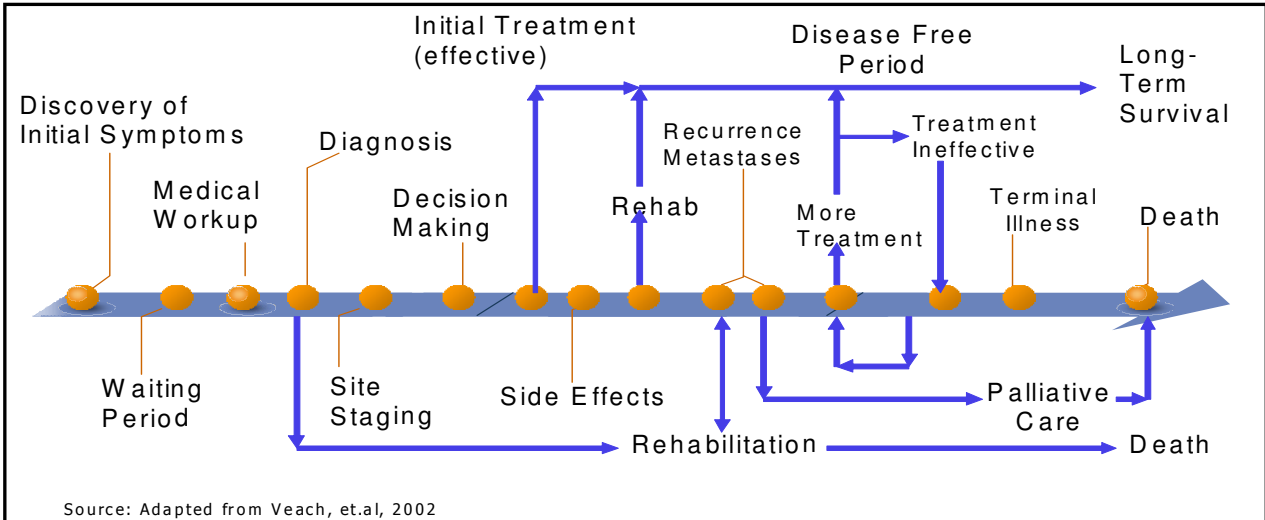 Initial Treatment
(effective)
Disease Free
Period
Long-
Term
Survival
Discovery of
Initial Symptoms
Diagnosis
Recurrence
Metastases
Treatment
Ineffective
Medical
Workup
Decision
Making
Rehab
More
Treatment
Terminal
Illness
Death
Waiting
Period
Site
Staging
Side Effects
Palliative
Care
Rehabilitation
Death
Source: Adapted from Veach, et.al, 2002